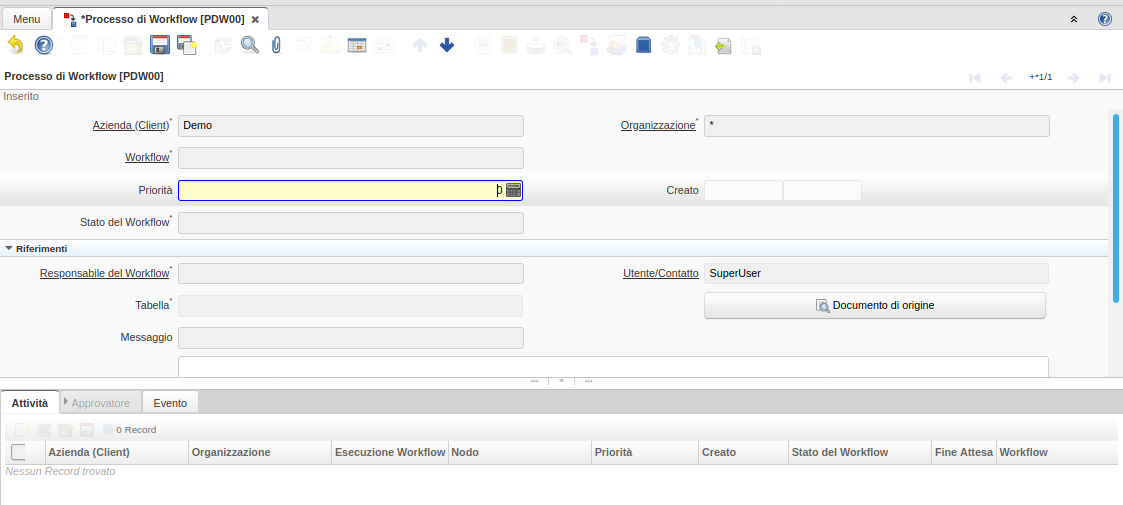 Menu
*Processo di Workflow [PDW00]
Processo di Workflow [PDW00]
+*1/1
Inserito
Azienda (Client)* Demo
Organizzazione* *
Workflow*
Priorità 0
Creato
Stato del Workflow*
Riferimenti
Responsabile del Workflow*
Utente/Contatto SuperUser
Tabella*
Documento di origine
Messaggio
Attività Approvatore Evento
0 Record
Azienda (Client) Organizzazione Esecuzione Workflow Nodo Priorità Creato Stato del Workflow Fine Attesa Workflow
Nessun Record trovato